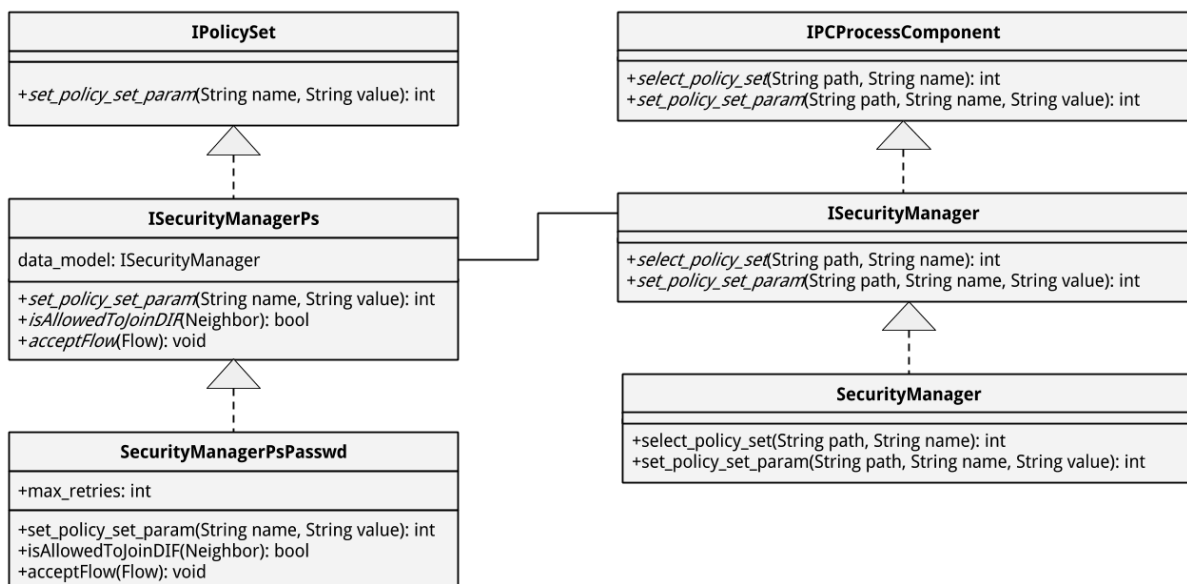 IPolicySet
+set_policy_set_param(String name, String value): int
ISecurityManagerPs
data_model: ISecurityManager
+set_policy_set_param(String name, String value): int
+isAllowedToJoinDIF(Neighbor): bool
+acceptFlow(Flow): void
SecurityManagerPsPasswd
+max_retries: int
+set_policy_set_param(String name, String value): int
+isAllowedToJoinDIF(Neighbor): bool
+acceptFlow(Flow): void
IPCProcessComponent
+select_policy_set(String path, String name): int
+set_policy_set_param(String path, String name, String value): int
ISecurityManager
+select_policy_set(String path, String name): int
+set_policy_set_param(String path, String name, String value): int
SecurityManager
+select_policy_set(String path, String name): int
+set_policy_set_param(String path, String name, String value): int